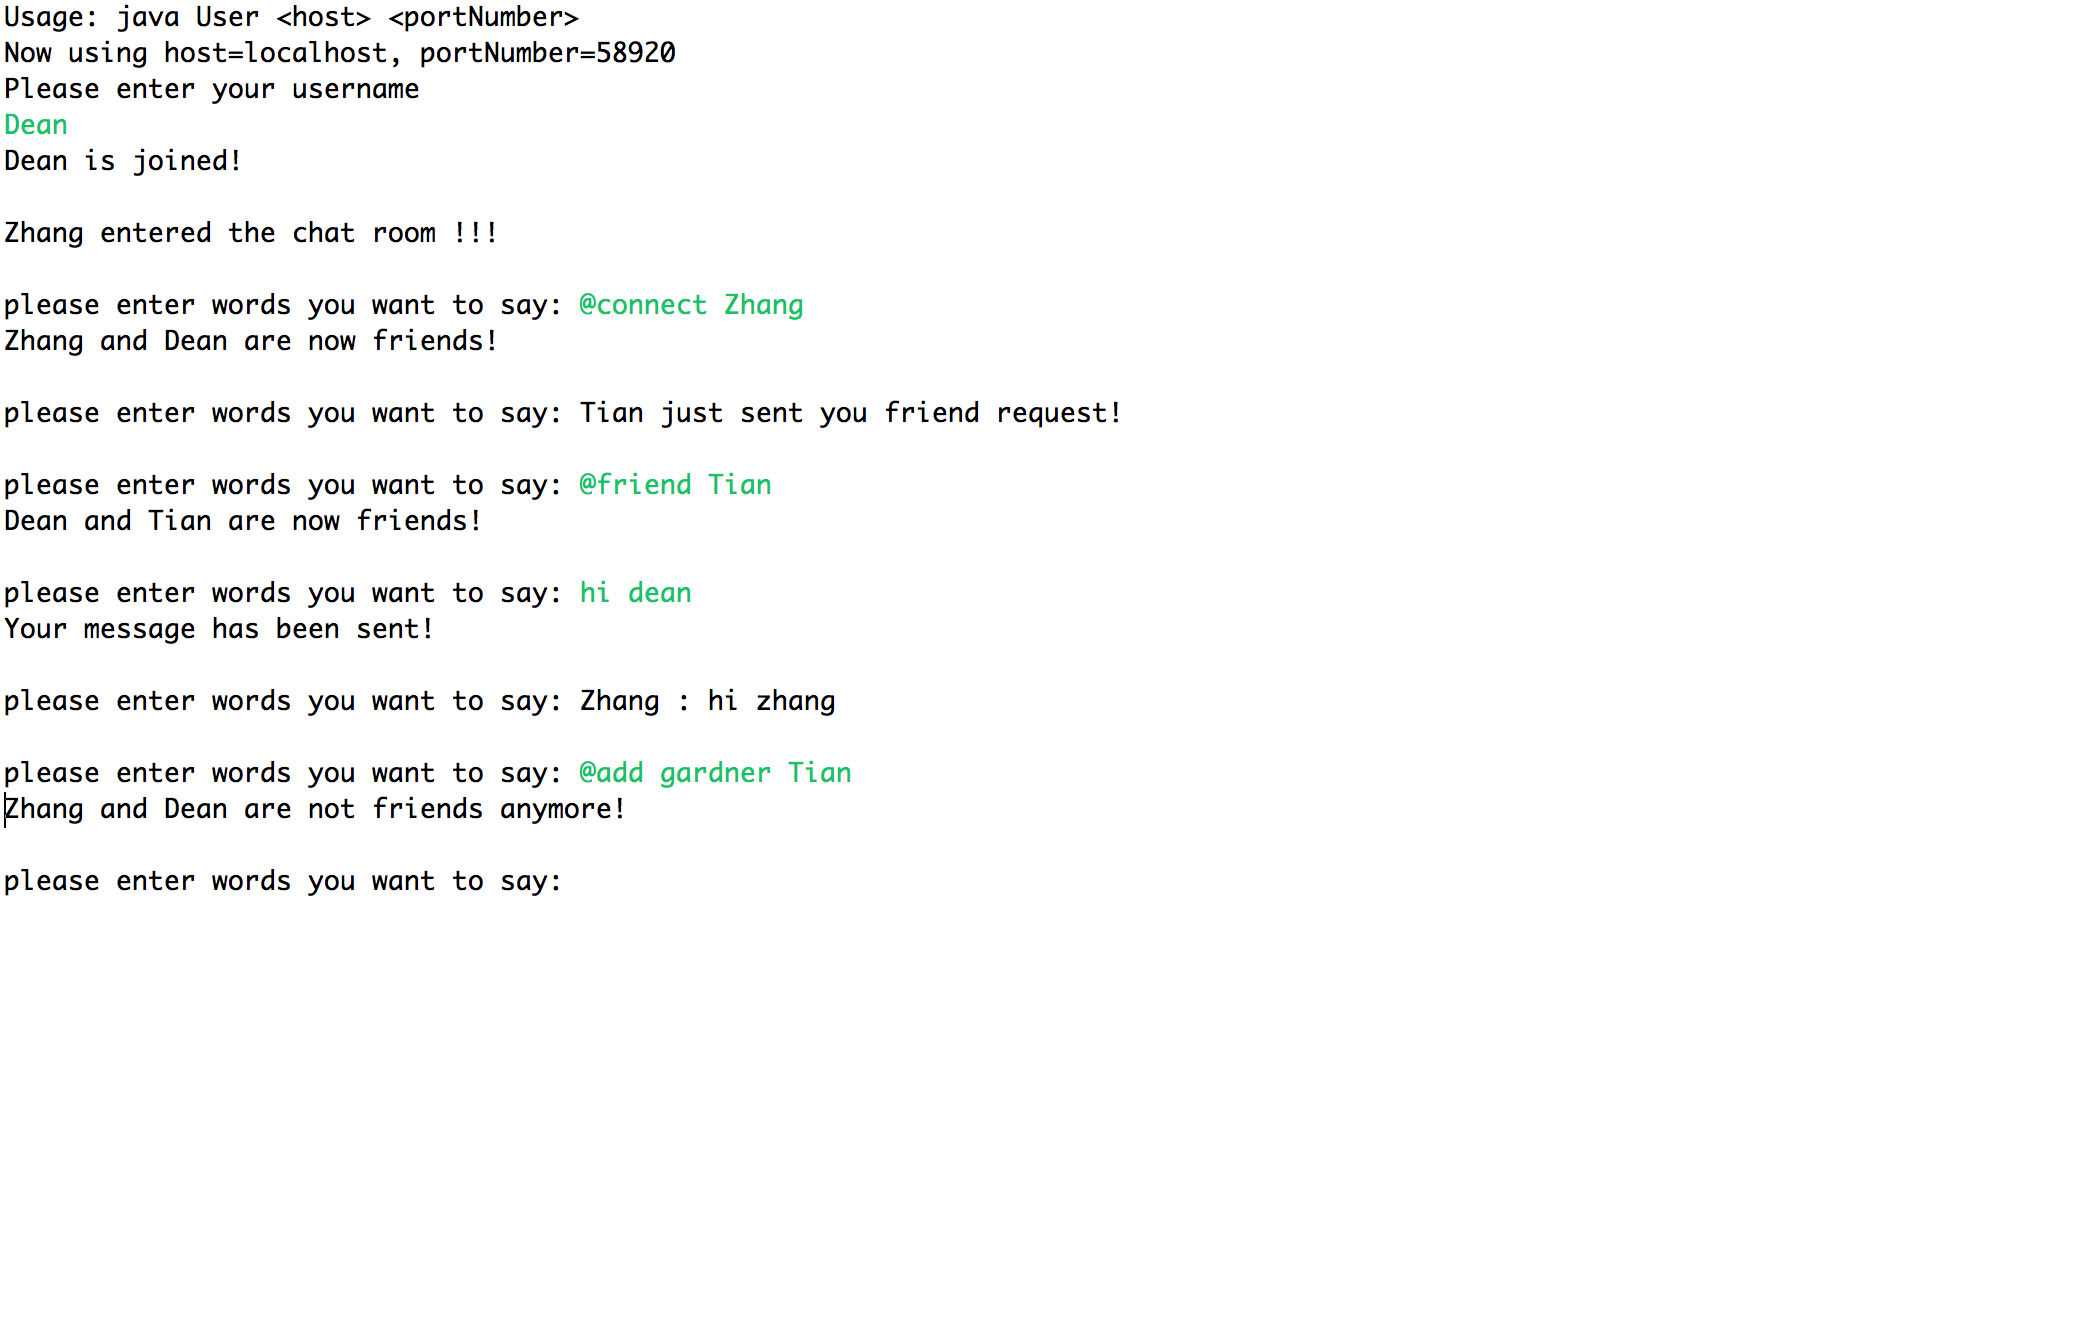 Usage: java User <host> <portNumber>
Now using host=localhost, portNumber=58920
Please enter your username
Dean
Dean is joined!
Zhang entered the chat room !!!
please enter words you want to say: @connect Zhang
Zhang and Dean are now friends!
please enter words you want to say: Tian just sent you friend request!
please enter words you want to say: @friend Tian
Dean and Tian are now friends!
please enter words you want to say: hi dean
Your message has been sent!
please enter words you want to say: Zhang : hi zhang
please enter words you want to say: @add gardner Tian
Zhang and Dean are not friends anymore!
please enter words you want to say: